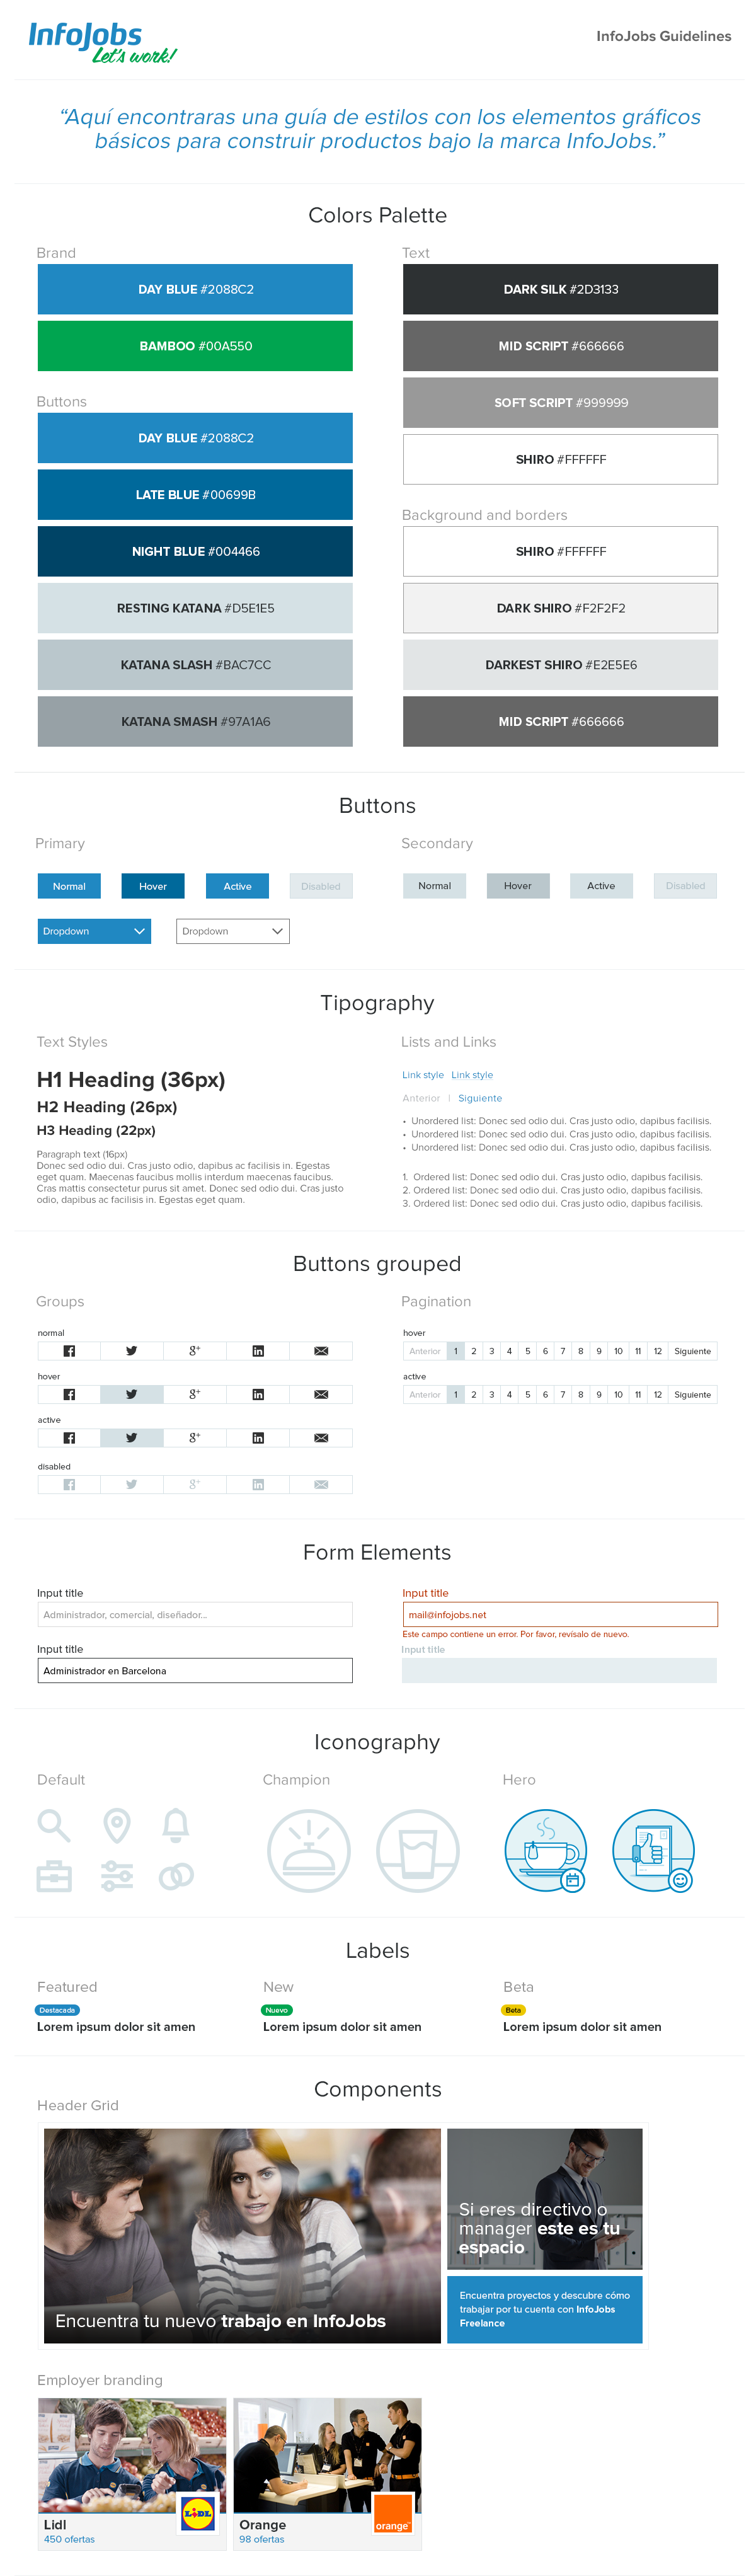 InfoJobs
Let's work!
InfoJobs Guidelines
“Aquí encontraras una guía de estilos con los elementos gráficos
básicos para construir productos bajo la marca InfoJobs.”
Colors Palette
Brand
DAY BLUE #2088C2
BAMBOO #00A550
Buttons
DAY BLUE #2088C2
LATE BLUE #00699B
NIGHT BLUE #004466
RESTING KATANA #D5E1E5
KATANA SLASH #BAC7CC
KATANA SMASH #97A1A6
Text
DARK SILK #2D3133
MID SCRIPT #666666
SOFT SCRIPT #999999
SHIRO #FFFFFF
Background and borders
SHIRO #FFFFFF
DARK SHIRO #F2F2F2
DARKEST SHIRO #E2E5E6
MID SCRIPT #666666
Buttons
Primary
Normal Hover Active Disabled
Dropdown Dropdown
Secondary
Normal Hover Active Disabled
Tipography
Text Styles
H1 Heading (36px)
H2 Heading (26px)
H3 Heading (22px)
Paragraph text (16px)
Donec sed odio dui. Cras justo odio, dapibus ac facilisis in. Egestas
eget quam. Maecenas faucibus mollis interdum maecenas faucibus.
Cras mattis consectetur purus sit amet. Donec sed odio dui. Cras justo
odio, dapibus ac facilisis in. Egestas eget quam.
Lists and Links
Link style Link style
Anterior | Siguiente
• Unordered list: Donec sed odio dui. Cras justo odio, dapibus facilisis.
• Unordered list: Donec sed odio dui. Cras justo odio, dapibus facilisis.
• Unordered list: Donec sed odio dui. Cras justo odio, dapibus facilisis.
1. Ordered list: Donec sed odio dui. Cras justo odio, dapibus facilisis.
2. Ordered list: Donec sed odio dui. Cras justo odio, dapibus facilisis.
3. Ordered list: Donec sed odio dui. Cras justo odio, dapibus facilisis.
Buttons grouped
Groups
normal
f g+ in
hover
f g+ in
active
f g+ in
disabled
f g+ in
Pagination
hover
Anterior 1 2 3 4 5 6 7 8 9 10 11 12 Siguiente
active
Anterior 1 2 3 4 5 6 7 8 9 10 11 12 Siguiente
Form Elements
Input title
Administrador, comercial, diseñador...
Input title
Administrador en Barcelona
Input title
mail@infojobs.net
Este campo contiene un error. Por favor, revísalo de nuevo.
Input title
Iconography
Default
Champion
Hero
Labels
Featured
Destacada
Lorem ipsum dolor sit amen
New
Nuevo
Lorem ipsum dolor sit amen
Beta
Beta
Lorem ipsum dolor sit amen
Components
Header Grid
Encuentra tu nuevo trabajo en InfoJobs
Si eres directivo o
manager este es tu
espacio
Encuentra proyectos y descubre cómo
trabajar por tu cuenta con InfoJobs
Freelance
Employer branding
LIDL
Lidl
450 ofertas
orange
Orange
98 ofertas